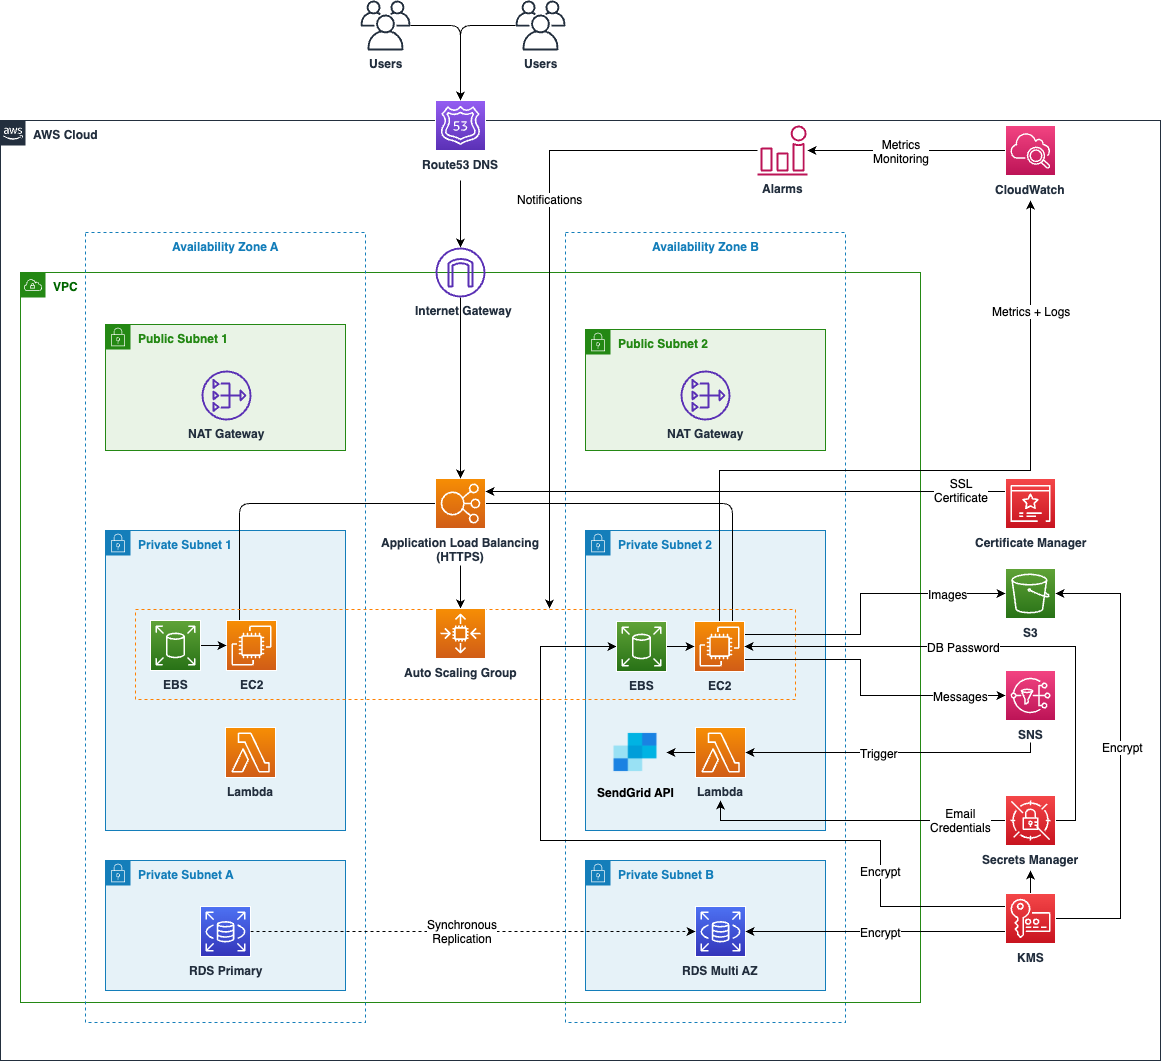 Users
Users
53
Route53 DNS
aws
AWS Cloud
Alarms
Metrics
Monitoring
CloudWatch
Notifications
Availability Zone A
Availability Zone B
VPC
Internet Gateway
Metrics + Logs
Public Subnet 1
Public Subnet 2
NAT Gateway
NAT Gateway
SSL
Certificate
Certificate Manager
Application Load Balancing
(HTTPS)
Private Subnet 1
Private Subnet 2
Images
S3
EBS
EC2
Auto Scaling Group
EBS
EC2
DB Password
Messages
SNS
Encrypt
Trigger
Lambda
SendGrid API
Lambda
Email
Credentials
Secrets Manager
Encrypt
Private Subnet A
Private Subnet B
Synchronous
Replication
Encrypt
RDS Primary
RDS Multi AZ
KMS